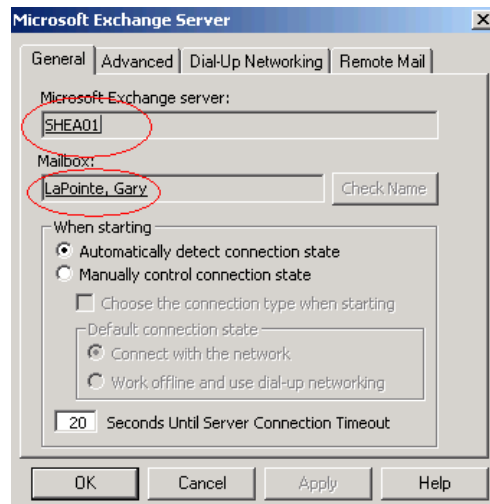 Microsoft Exchange Server
General Advanced Dial-Up Networking Remote Mail
Microsoft Exchange server:
SHEA01
Mailbox:
LaPointe, Gary Check Name
When starting
Automatically detect connection state
Manually control connection state
Choose the connection type when starting
Default connection state
Connect with the network
Work offline and use dial-up networking
20 Seconds Until Server Connection Timeout
OK Cancel Apply Help